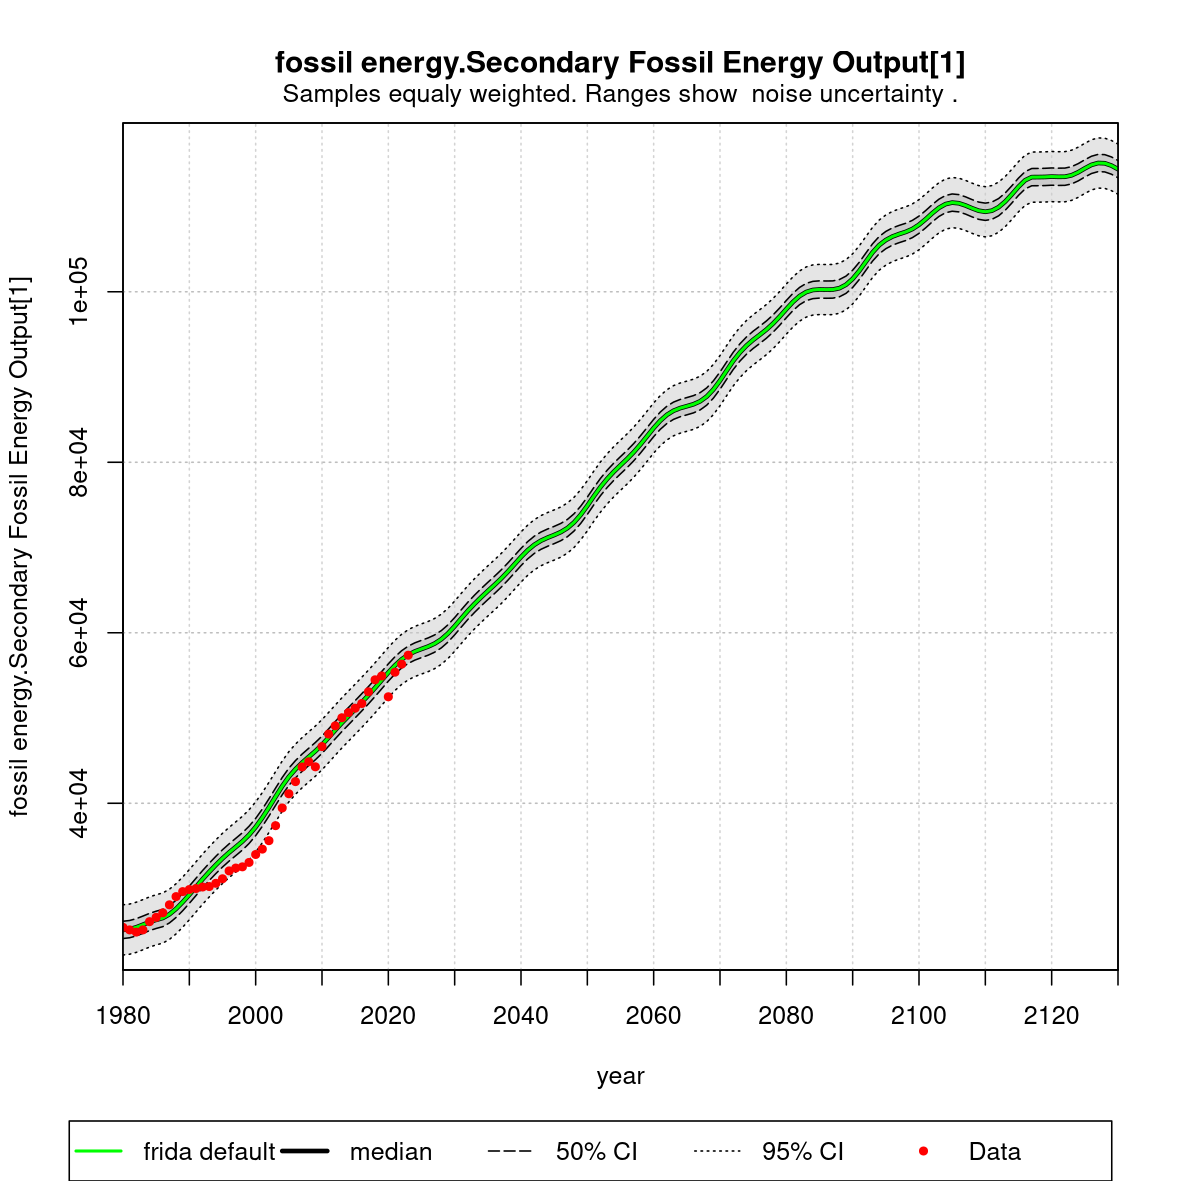 fossil energy.Secondary Fossil Energy Output[1]
Samples equaly weighted. Ranges show  noise uncertainty .
fossil energy.Secondary Fossil Energy Output[1]
1e+05
8e+04
6e+04
4e+04
1980 2000 2020 2040 2060 2080 2100 2120
year
frida default median 50% CI 95% CI Data